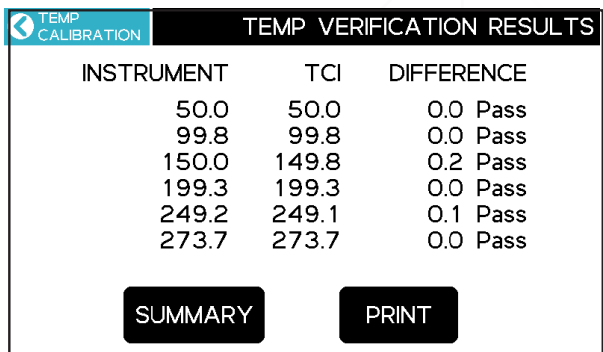 TEMP
CALIBRATION
TEMP VERIFICATION RESULTS
INSTRUMENT TCI DIFFERENCE
50.0 50.0 0.0 Pass
99.8 99.8 0.0 Pass
150.0 149.8 0.2 Pass
199.3 199.3 0.0 Pass
249.2 249.1 0.1 Pass
273.7 273.7 0.0 Pass
SUMMARY PRINT